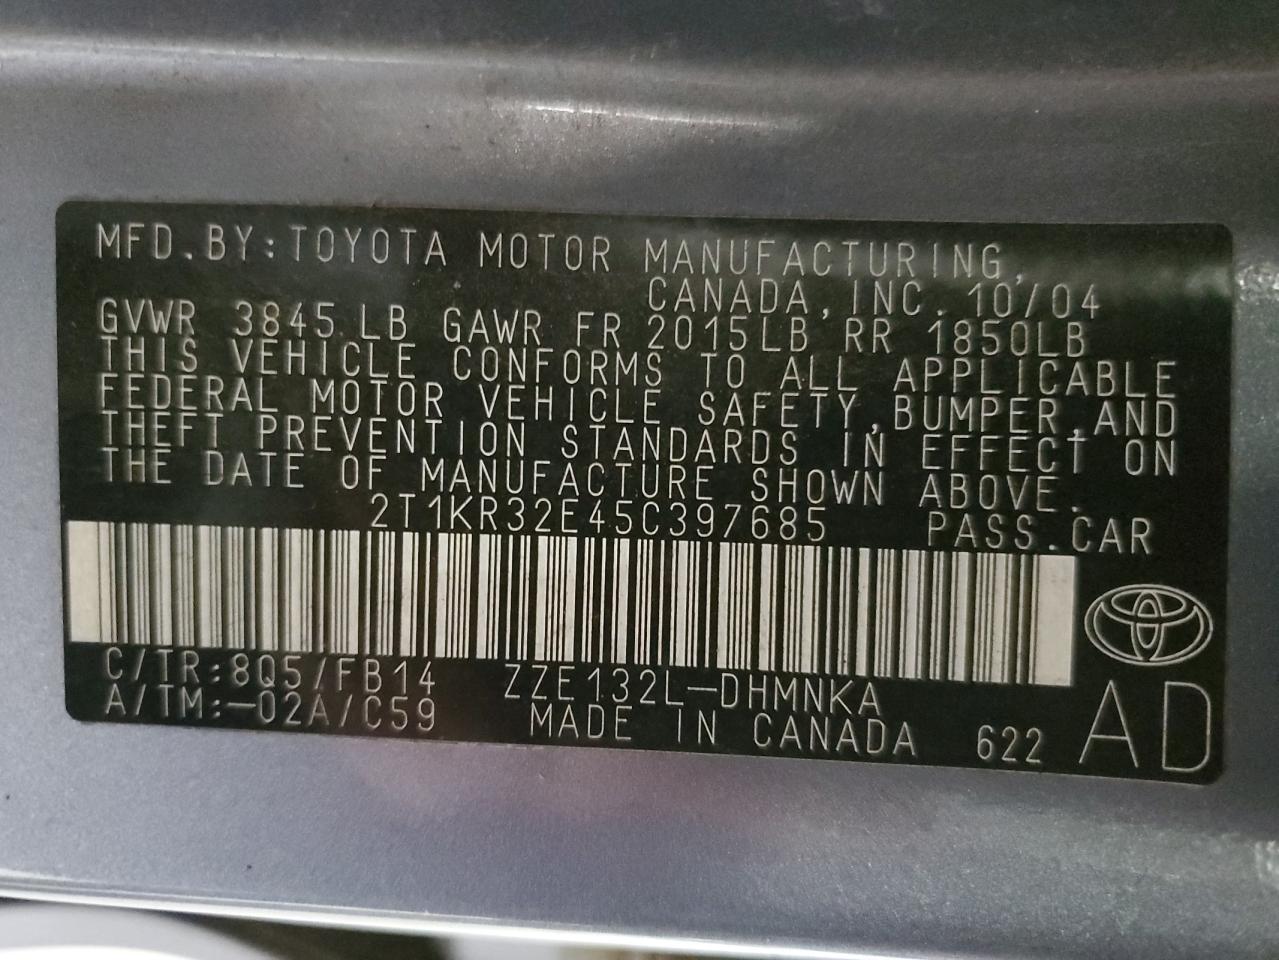 MFD.BY:TOYOTA MOTOR MANUFACTURING,
CANADA,INC. 10/04
GVWR 3845 LB GAWR FR 2015LB RR 1850LB
THIS VEHICLE CONFORMS TO ALL APPLICABLE
FEDERAL MOTOR VEHICLE SAFETY,BUMPER,AND
THEFT PREVENTION STANDARDS IN EFFECT ON
THE DATE OF MANUFACTURE SHOWN ABOVE.
2T1KR32E45C397685 PASS.CAR
C/TR:8Q5/FB14 ZZE132L-DHMNKA
A/TM:-02A/C59 MADE IN CANADA 622 AD